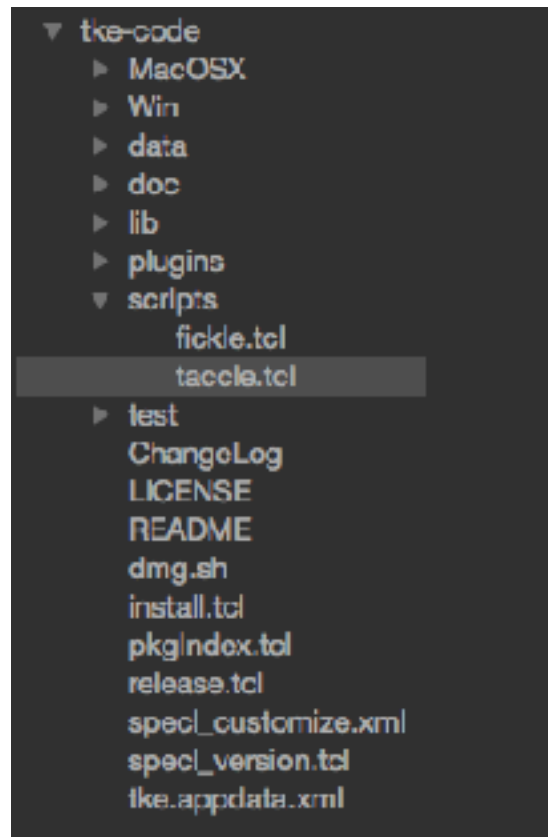 tke-code
MacOSX
Win
data
doc
lib
plugins
scripts
fickle.tcl
taccle.tcl
test
ChangeLog
LICENSE
README
dmg.sh
install.tcl
pkgIndex.tcl
release.tcl
specl_customize.xml
specl_version.tcl
tke.appdata.xml